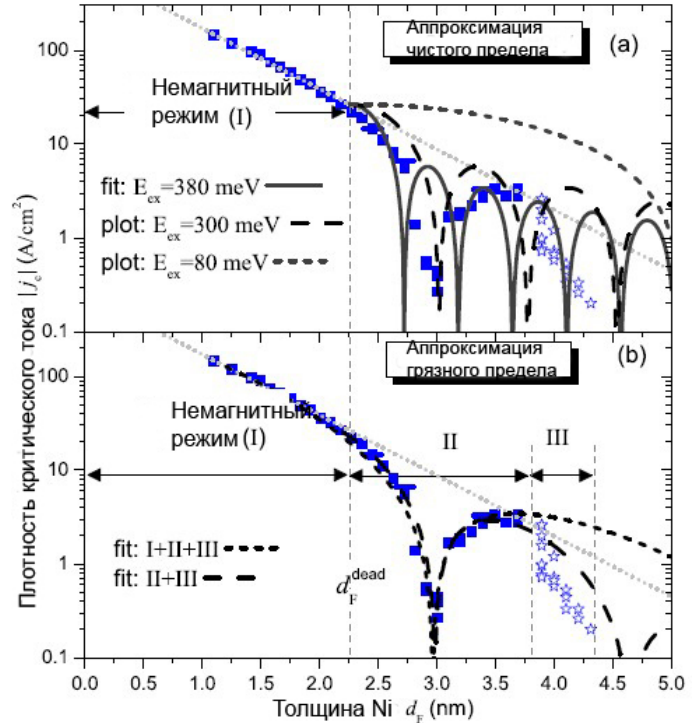 Плотность критического тока |j_c| (A/cm²)
100
10
1
0.1
Аппроксимация
чистого предела
(a)
Немагнитный
режим (I)
fit: E_ex=380 meV
plot: E_ex=300 meV
plot: E_ex=80 meV
100
10
1
0.1
Аппроксимация
грязного предела
(b)
Немагнитный
режим (I)
II
III
fit: I+II+III
fit: II+III
d_F^dead
0.0 0.5 1.0 1.5 2.0 2.5 3.0 3.5 4.0 4.5 5.0
Толщина Ni d_F (nm)